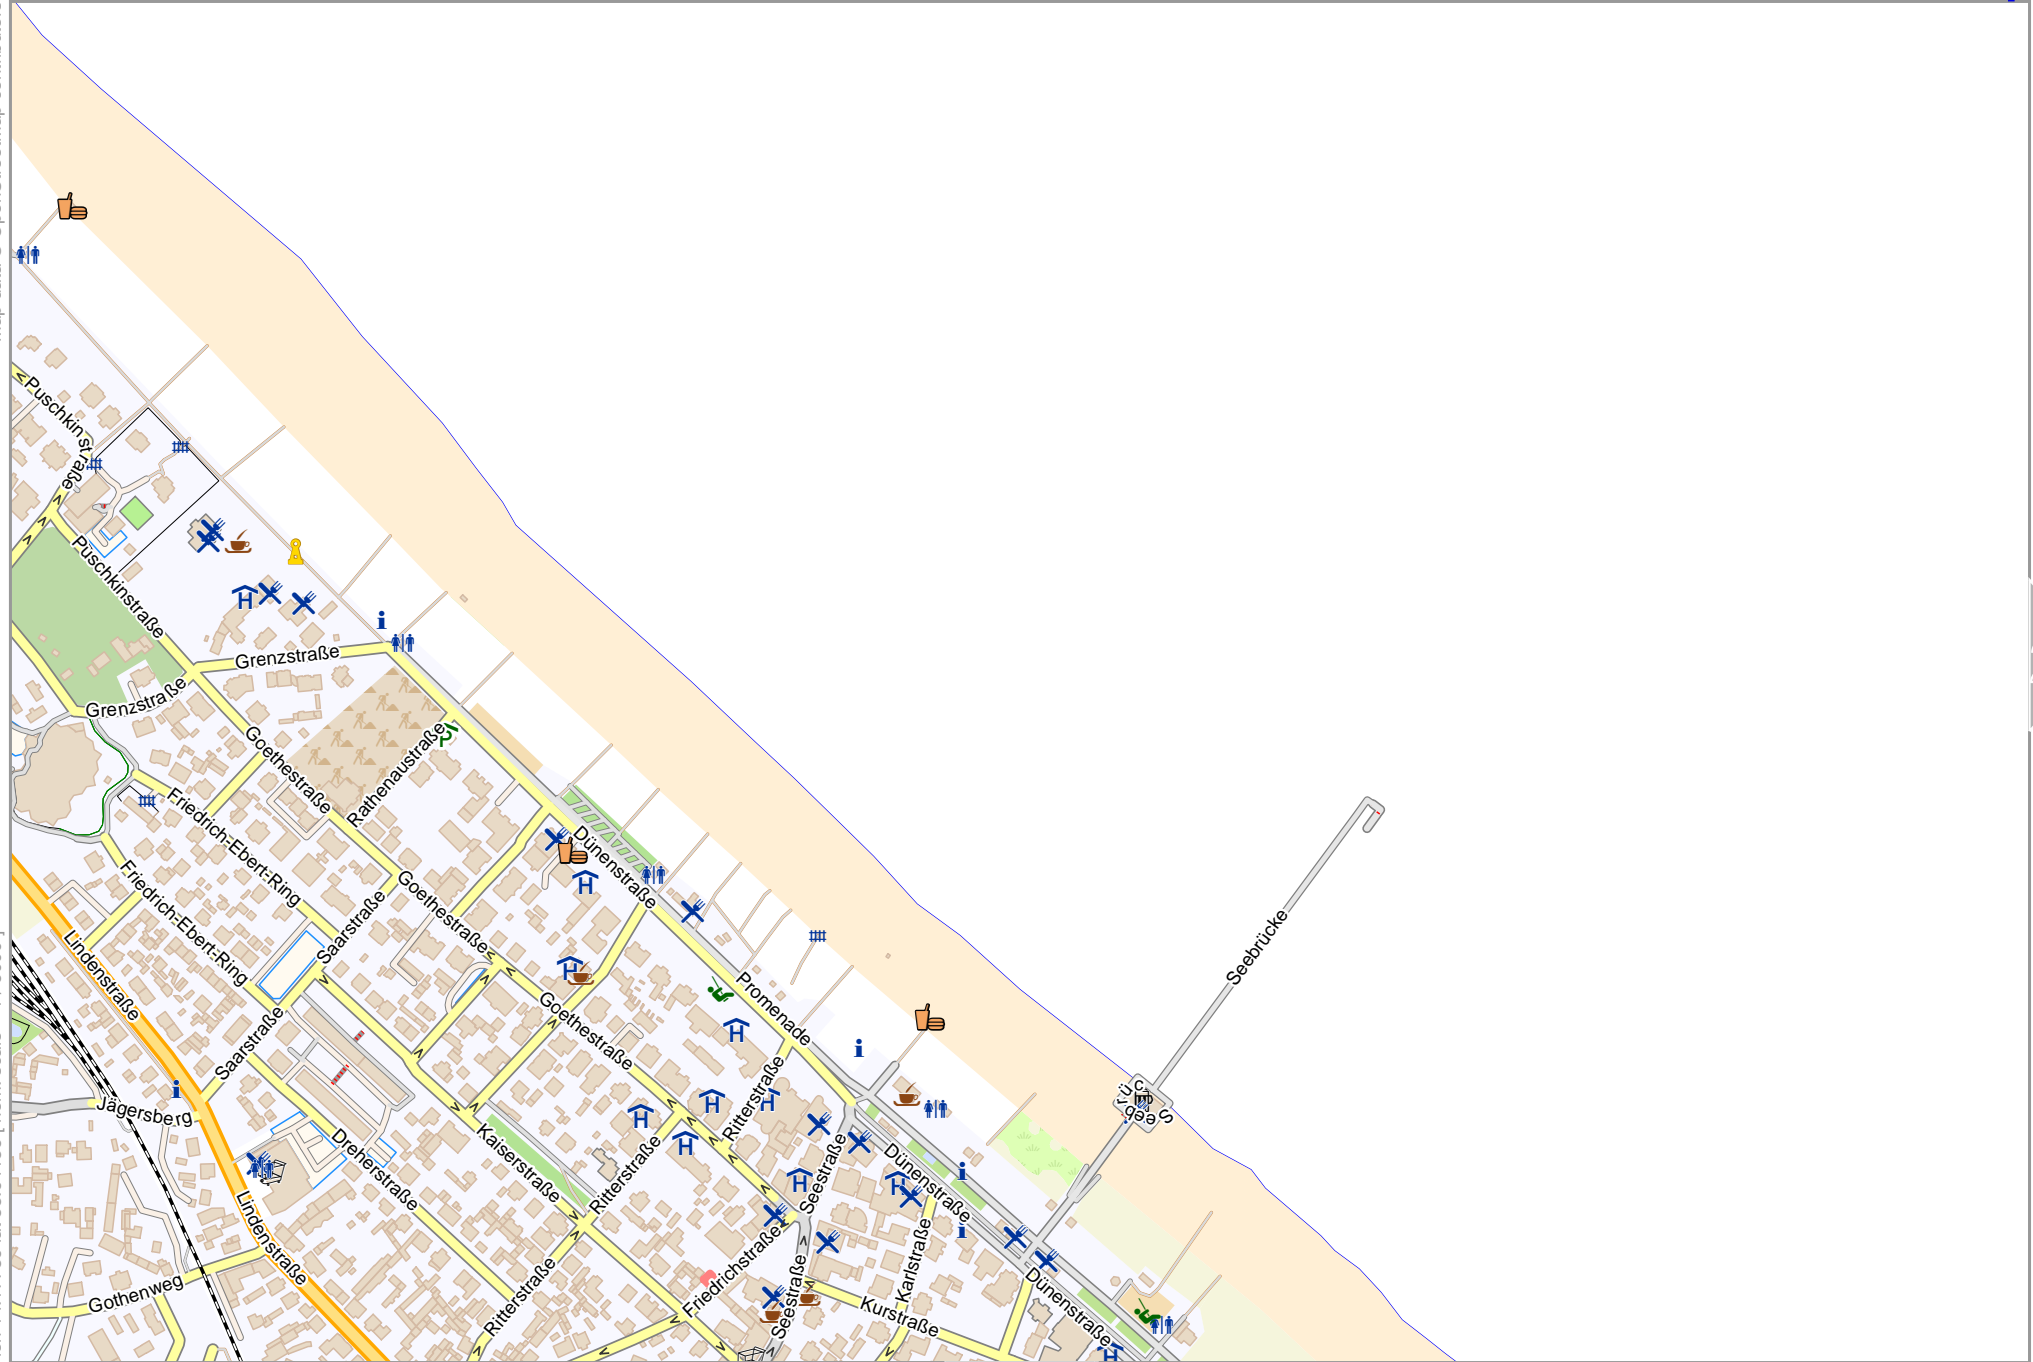 Puschkinstraße
Puschkinstraße
Grenzstraße
Grenzstraße
Goethestraße
Rathenaustraße
Friedrich-Ebert-Ring
Dünenstraße
Friedrich-Ebert-Ring
Goethestraße
Saarstraße
Lindenstraße
Seebrücke
Promenade
Goethestraße
Saarstraße
Ritterstraße
Jägersberg
Seebrü
Kaiserstraße
Dreherstraße
Ritterstraße
Seestraße
Dünenstraße
Lindenstraße
Karlstraße
Friedrichstraße
Gothenweg
Ritterstraße
Seestraße
Kurstraße
Dünenstraße